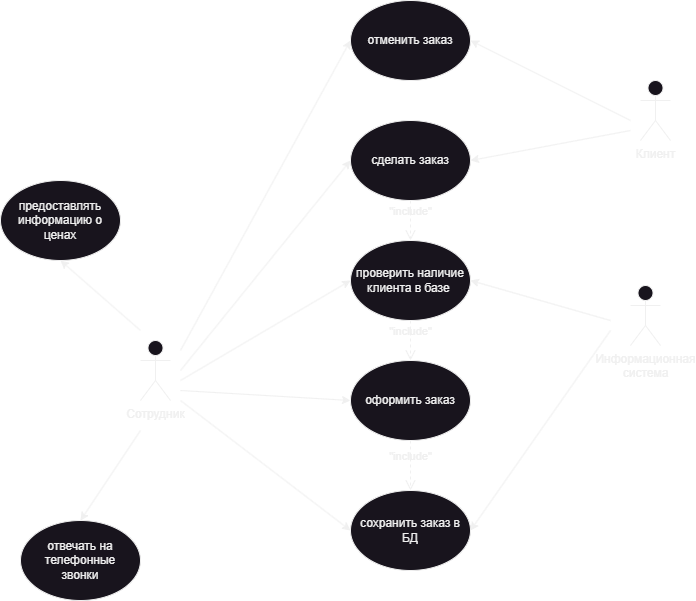 отменить заказ
Клиент
сделать заказ
предоставлять
информацию о
ценах
"include"
проверить наличие
клиента в базе
"include"
Информационная
система
оформить заказ
Сотрудник
"include"
сохранить заказ в
БД
отвечать на
телефонные
звонки